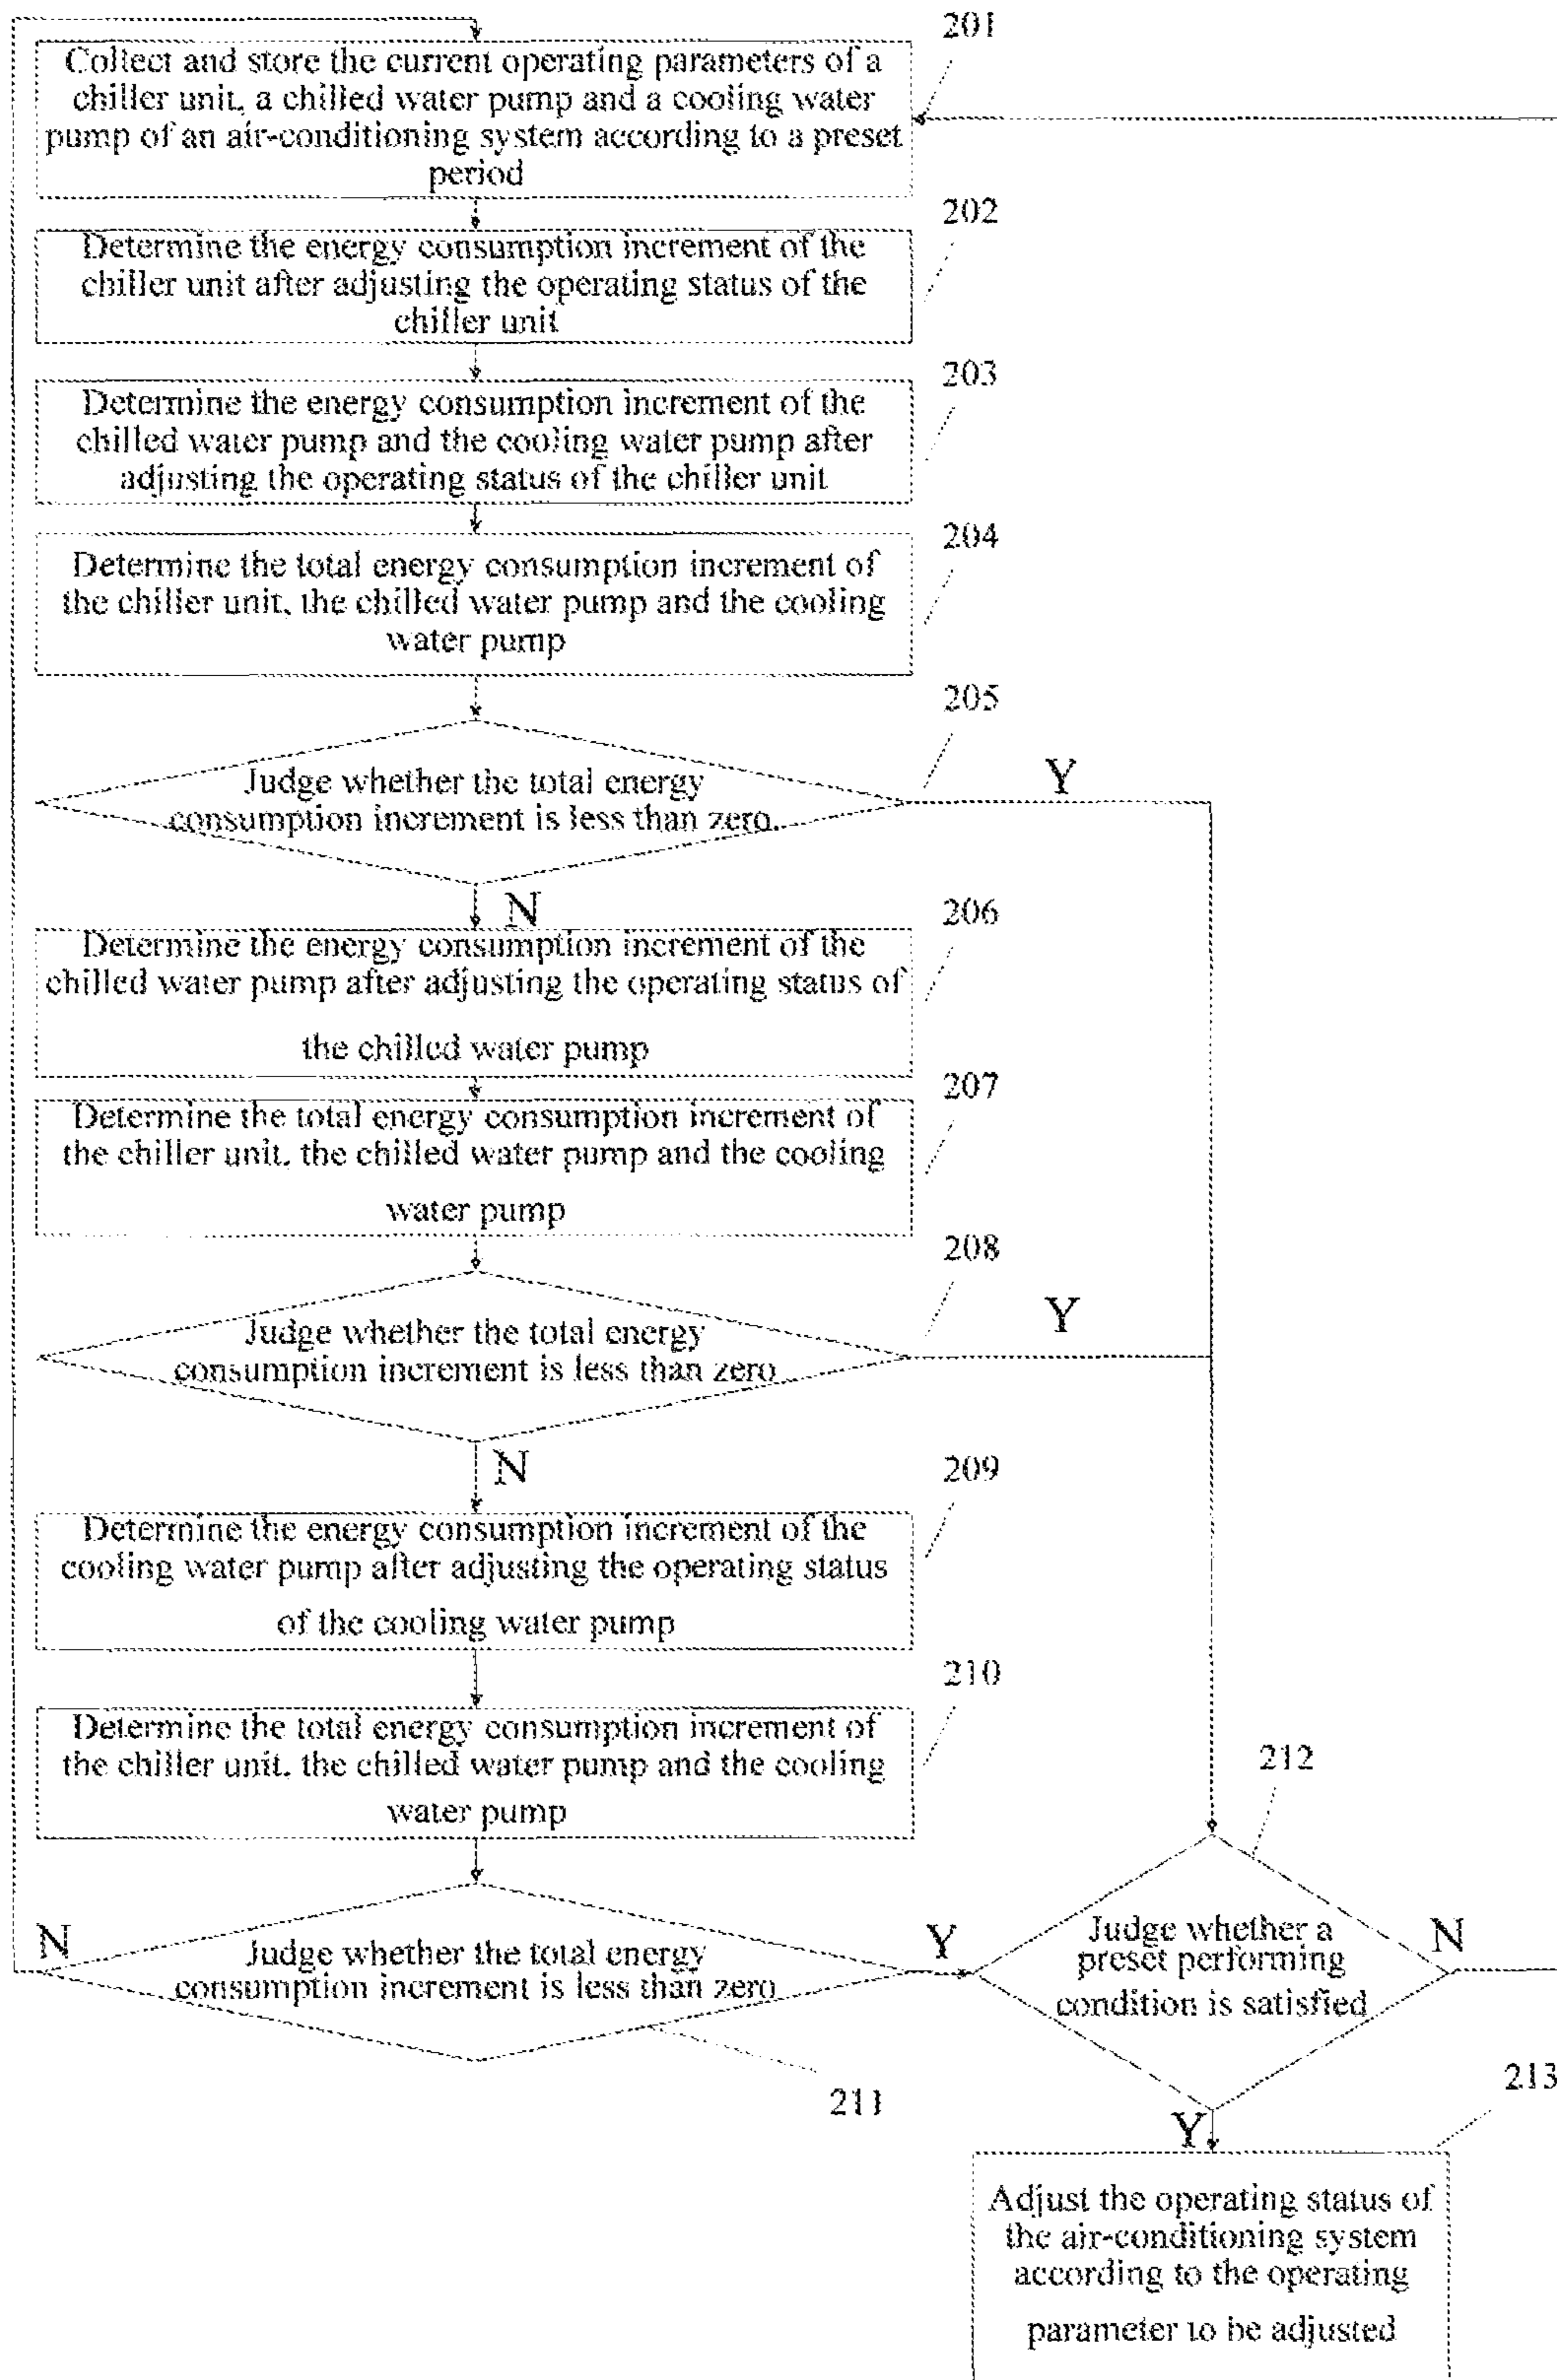 201
Collect and store the current operating parameters of a
chiller unit, a chilled water pump and a cooling water
pump of an air-conditioning system according to a preset
period
202
Determine the energy consumption increment of the
chiller unit after adjusting the operating status of the
chiller unit
203
Determine the energy consumption increment of the
chilled water pump and the cooling water pump after
adjusting the operating status of the chiller unit
204
Determine the total energy consumption increment of
the chiller unit, the chilled water pump and the cooling
water pump
205
Judge whether the total energy
consumption increment is less than zero.
Y
N
206
Determine the energy consumption increment of the
chilled water pump after adjusting the operating status of
the chilled water pump
207
Determine the total energy consumption increment of
the chiller unit, the chilled water pump and the cooling
water pump
208
Judge whether the total energy
consumption increment is less than zero
Y
N
209
Determine the energy consumption increment of the
cooling water pump after adjusting the operating status
of the cooling water pump
210
Determine the total energy consumption increment of
the chiller unit, the chilled water pump and the cooling
water pump
N
Judge whether the total energy
consumption increment is less than zero
Y
211
212
Judge whether a
preset performing
condition is satisfied
N
Y
213
Adjust the operating status of
the air-conditioning system
according to the operating
parameter to be adjusted